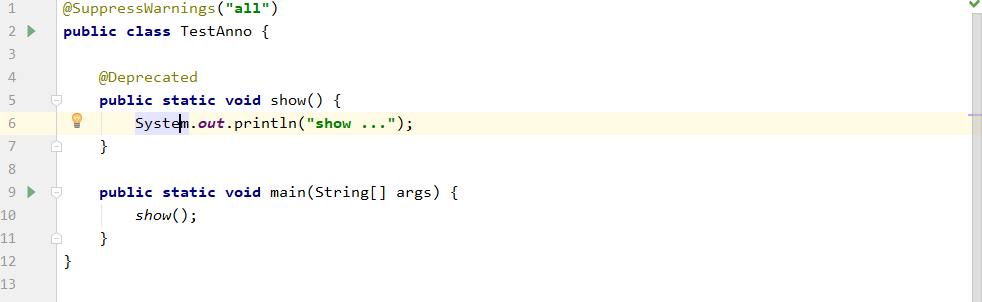 1 @SuppressWarnings("all")
2 public class TestAnno {
3
4 @Deprecated
5 public static void show() {
6 System.out.println("show ...");
7 }
8
9 public static void main(String[] args) {
10 show();
11 }
12 }
13